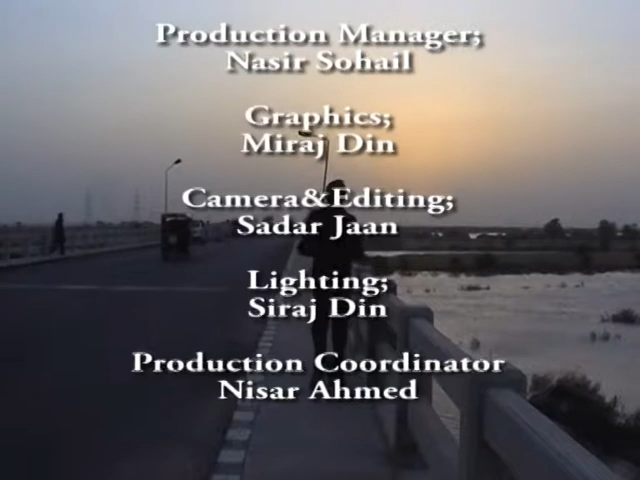 Production Manager;
Nasir Sohail
Graphics;
Miraj Din
Camera&Editing;
Sadar Jaan
Lighting;
Siraj Din
Production Coordinator
Nisar Ahmed